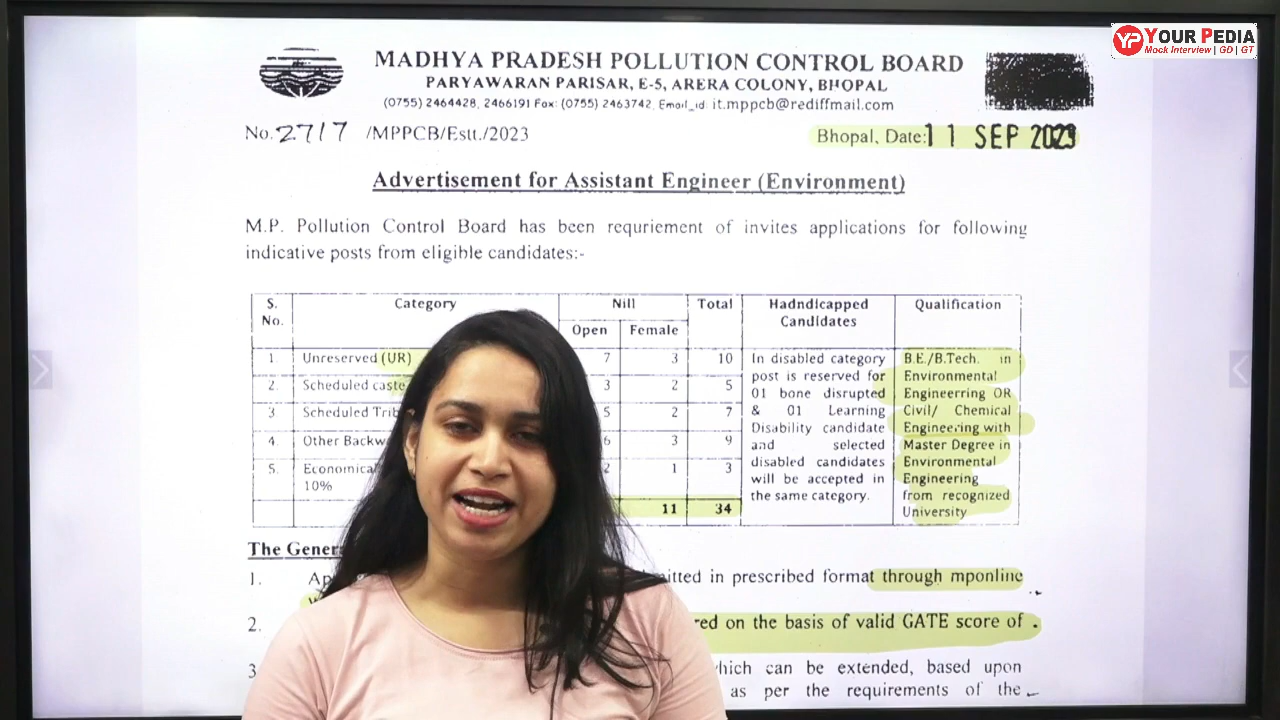 YP YOUR PEDIA
Mock Interview | GD | GT
MADHYA PRADESH POLLUTION CONTROL BOARD
PARYAWARAN PARISAR, E-5, ARERA COLONY, BHOPAL
(0755) 2464428, 2466191 Fax: (0755) 2463742, Email_id: it.mppcb@rediffmail.com
No. 2717 /MPPCB/Estt./2023 Bhopal, Date: 11 SEP 2023
Advertisement for Assistant Engineer (Environment)
M.P. Pollution Control Board has been requriement of invites applications for following
indicative posts from eligible candidates:-
S. No. Category Nill Total Hadndicapped Candidates Qualification
Open Female
1. Unreserved (UR) 7 3 10
2. Scheduled caste 3 2 5
3 Scheduled 5 2 7
4 Other 6 3 9
5. 2 1 3
10%
11 34
In disabled category
post is reserved for
01 bone disrupted
& 01 Learning
Disability candidate
and selected
disabled candidates
will be accepted in
the same category.
B.E./B.Tech. in
Environmental
Engineerring OR
Civil/ Chemical
Engineering with
Master Degree in
Environmental
Engineering
from recognized
University
The
1. in prescribed format through mponline
2. on the basis of valid GATE score of .
3 which can be extended, based upon
as per the requirements of the